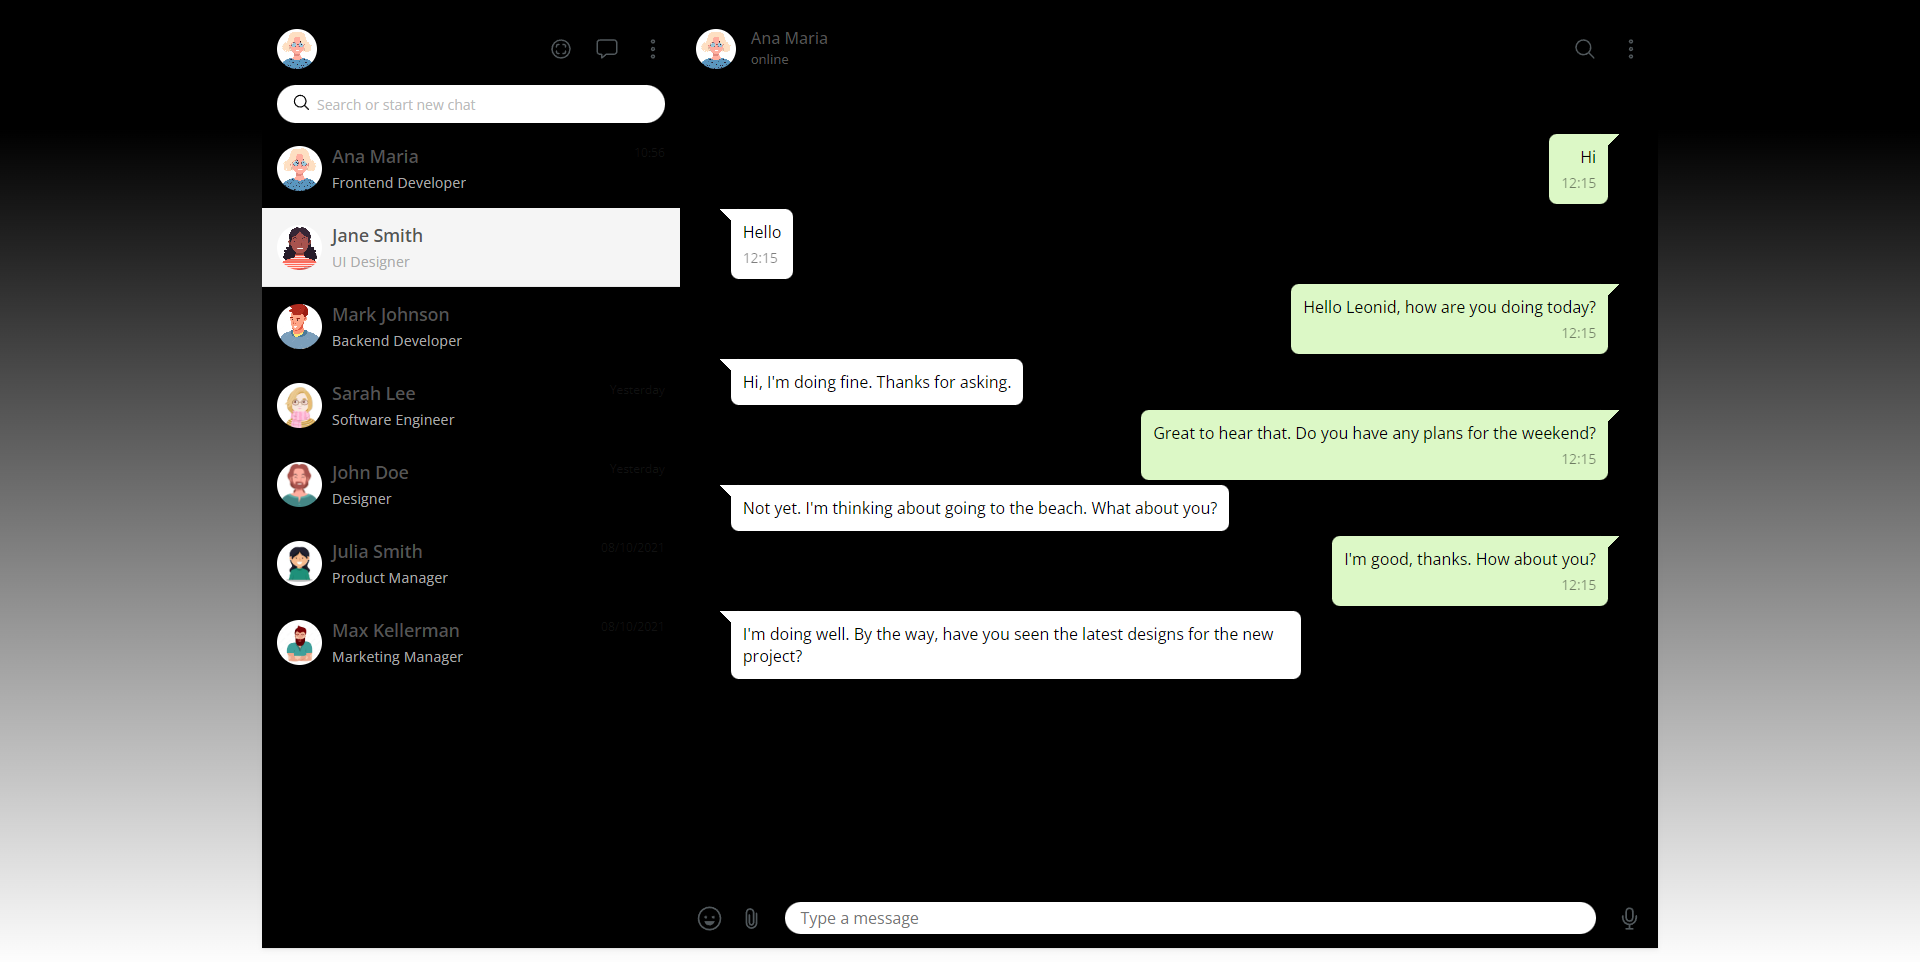 Search or start new chat
Ana Maria
10:56
Frontend Developer
Jane Smith
UI Designer
Mark Johnson
Backend Developer
Sarah Lee
Yesterday
Software Engineer
John Doe
Yesterday
Designer
Julia Smith
08/10/2021
Product Manager
Max Kellerman
08/10/2021
Marketing Manager
Ana Maria
online
Hi
12:15
Hello
12:15
Hello Leonid, how are you doing today?
12:15
Hi, I'm doing fine. Thanks for asking.
Great to hear that. Do you have any plans for the weekend?
12:15
Not yet. I'm thinking about going to the beach. What about you?
I'm good, thanks. How about you?
12:15
I'm doing well. By the way, have you seen the latest designs for the new
project?
Type a message